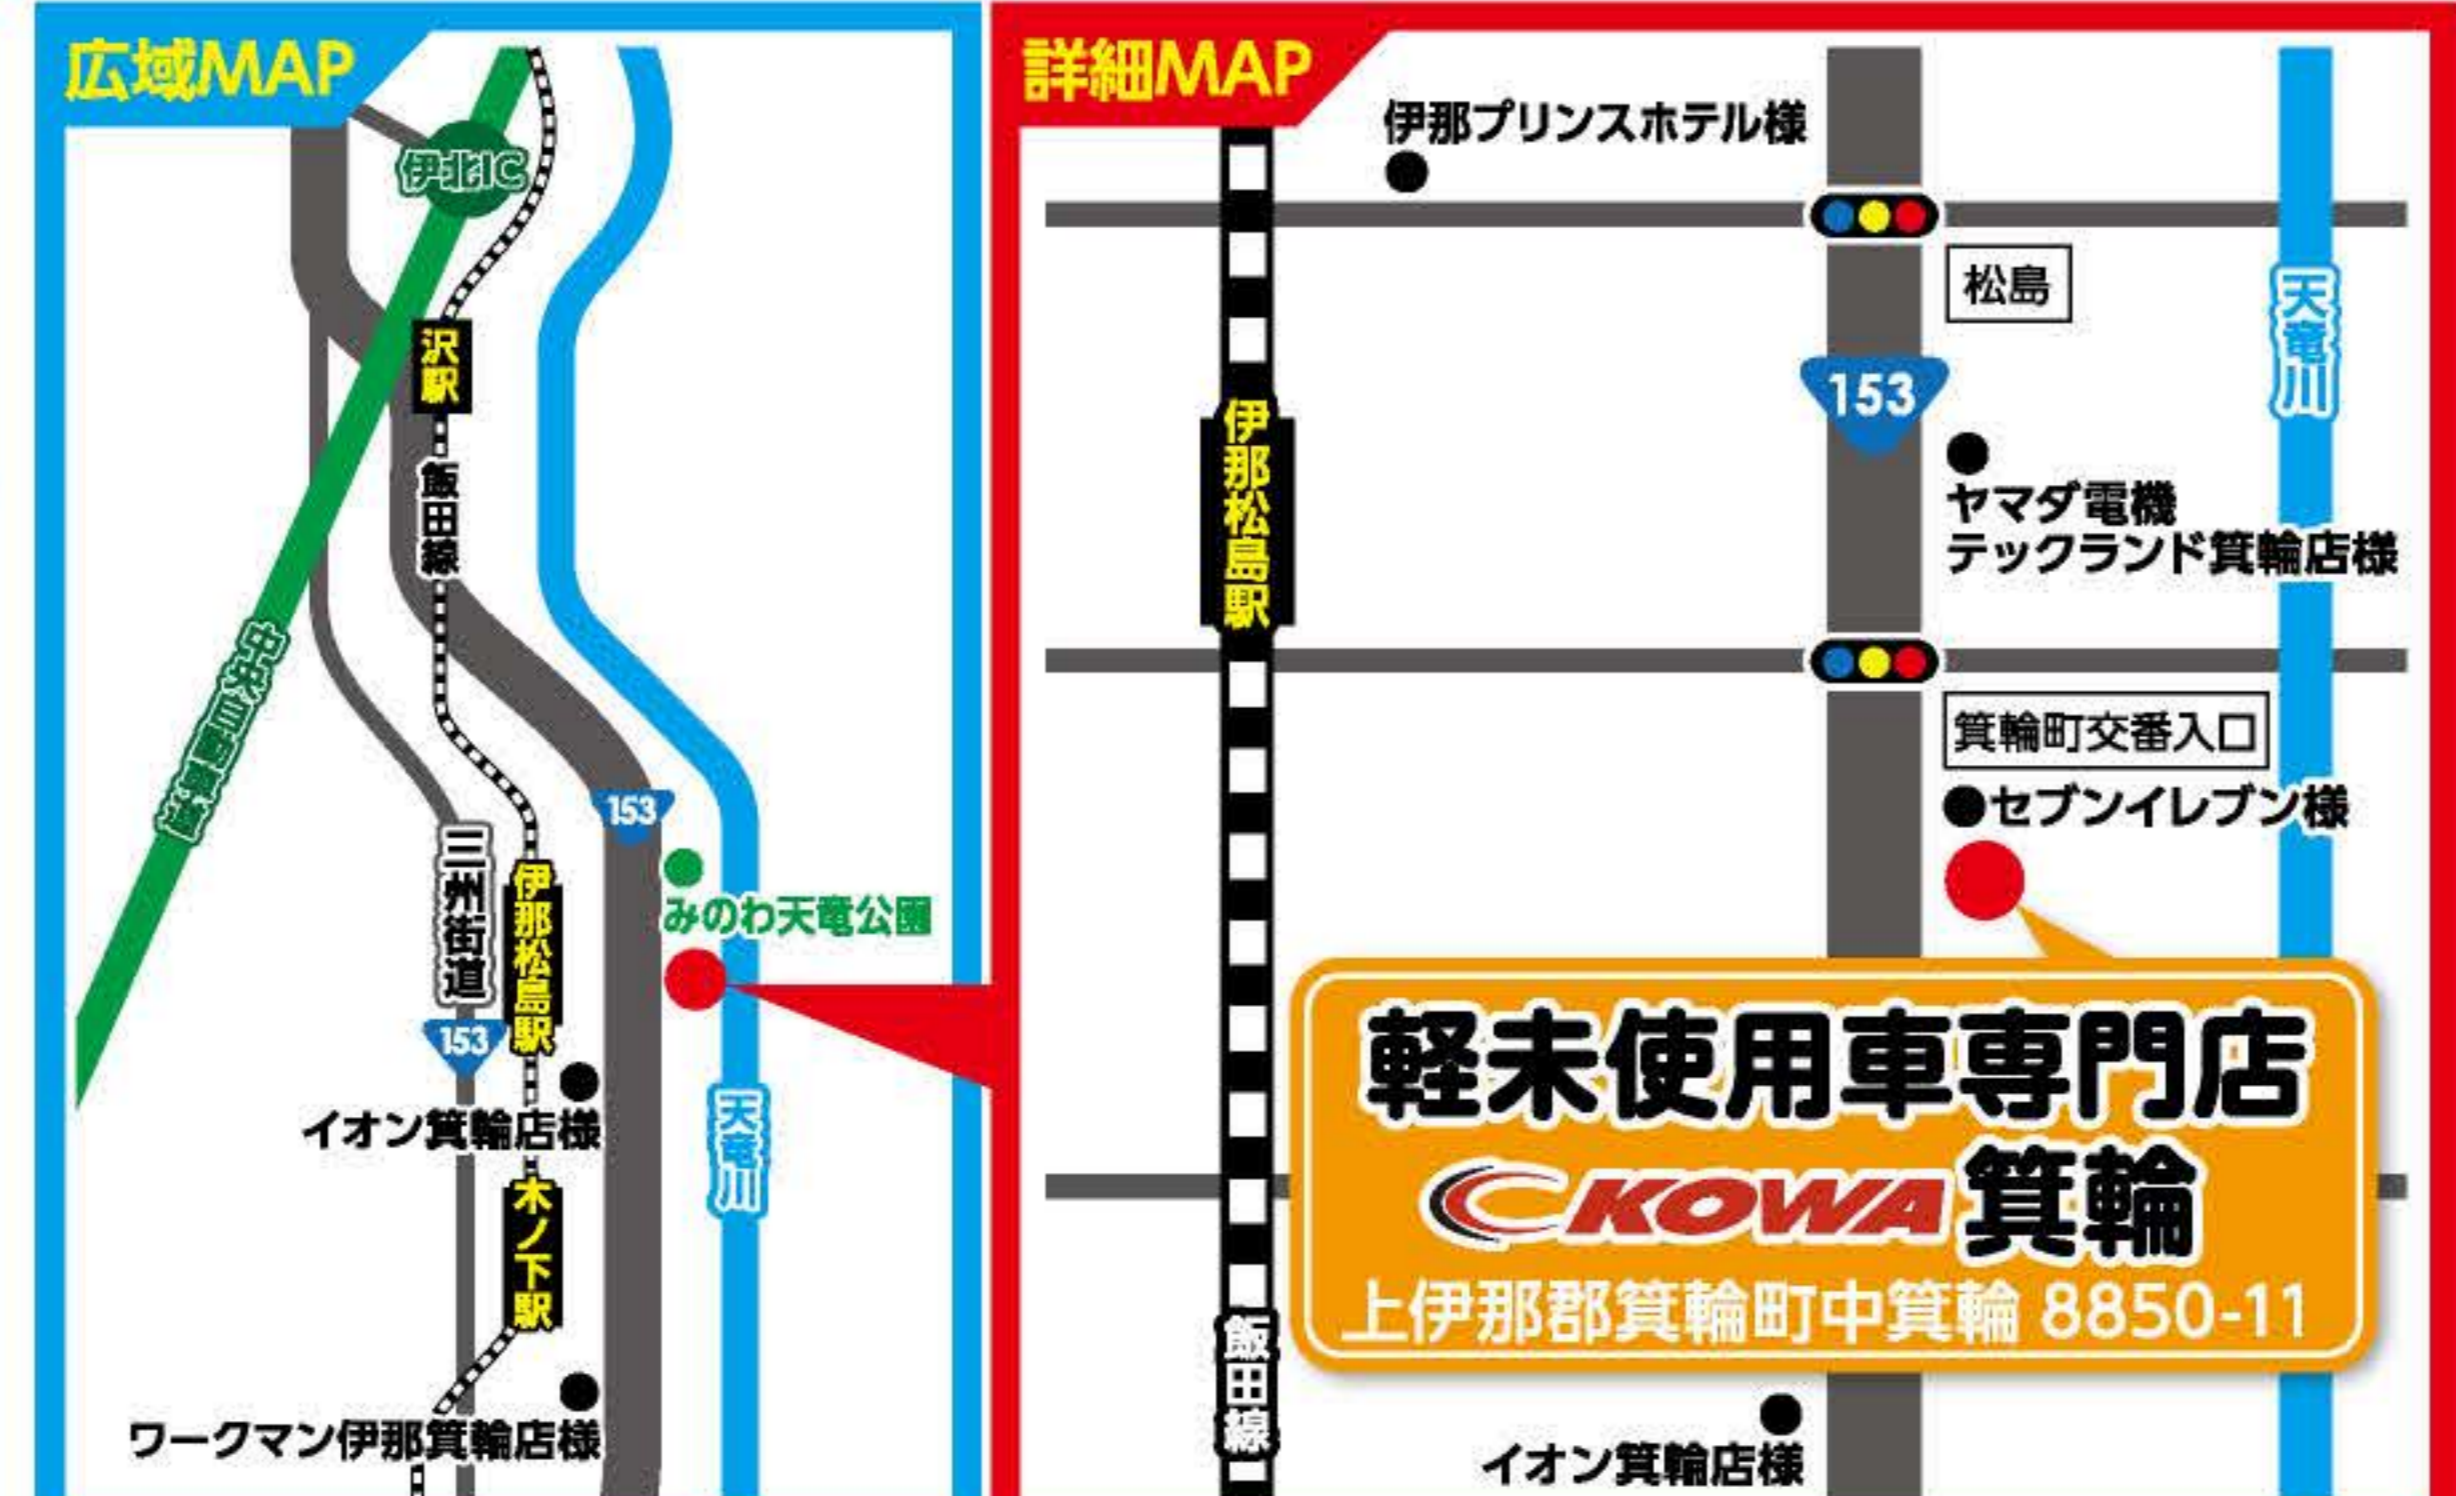 広域MAP
伊北IC
沢駅
飯田線
中央自動車道
153
みのわ天竜公園
三州街道
伊那松島駅
153
イオン箕輪店様
天竜川
木ノ下駅
ワークマン伊那箕輪店様
詳細MAP
伊那プリンスホテル様
松島
天竜川
153
伊那松島駅
ヤマダ電機
テックランド箕輪店様
箕輪町交番入口
セブンイレブン様
軽未使用車専門店
KOWA 箕輪
上伊那郡箕輪町中箕輪 8850-11
飯田線
イオン箕輪店様